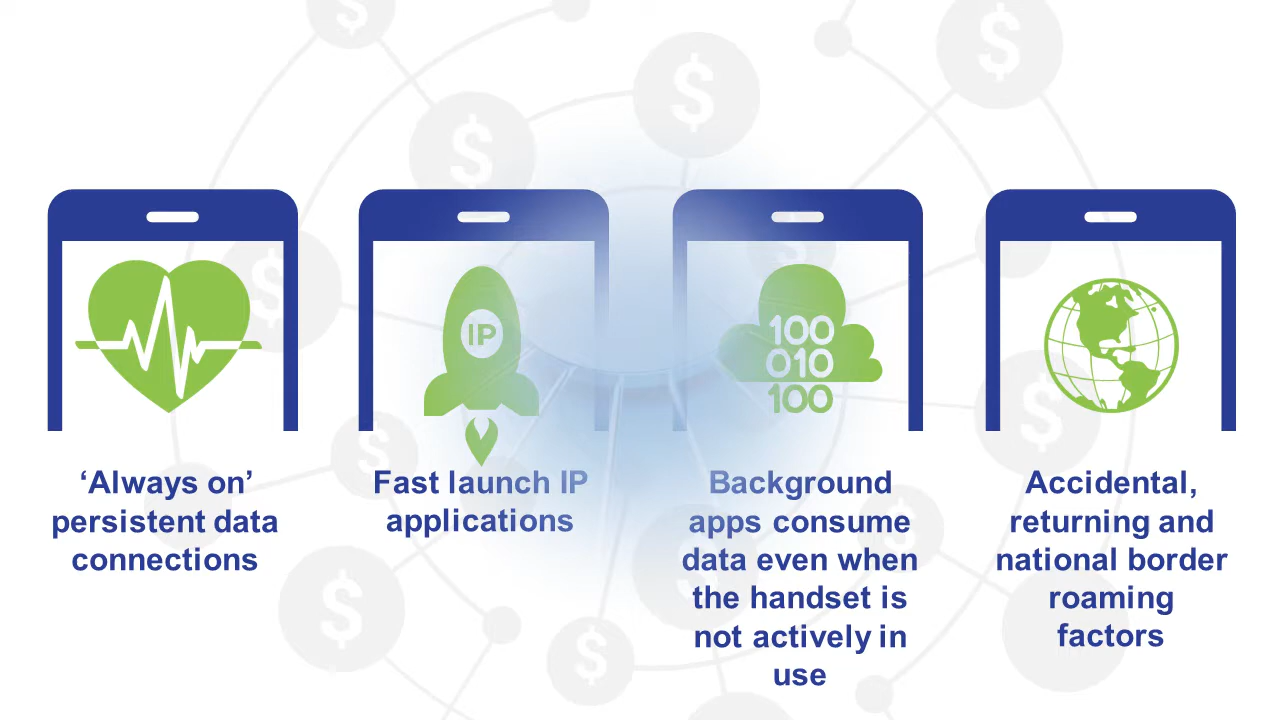 IP
100
010
100
‘Always on’
persistent data
connections
Fast launch IP
applications
Background
apps consume
data even when
the handset is
not actively in
use
Accidental,
returning and
national border
roaming
factors